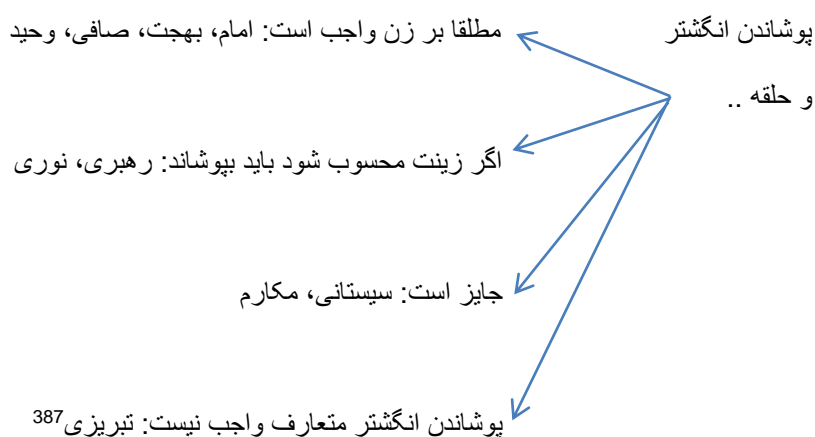 پوشاندن انگشتر
و حلقه ..
مطلقا بر زن واجب است: امام، بهجت، صافی، وحید
اگر زینت محسوب شود باید بپوشاند: رهبری، نوری
جایز است: سیستانی، مکارم
پوشاندن انگشتر متعارف واجب نیست: تبریزی387